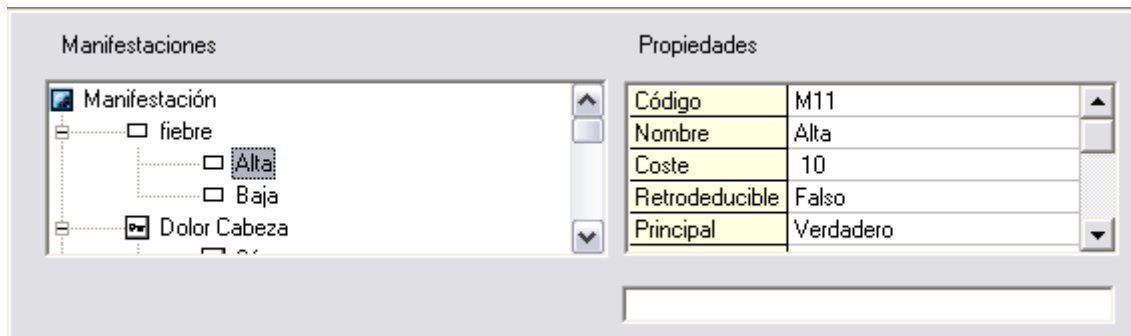 Manifestaciones
Propiedades
Manifestación
fiebre
Alta
Baja
Dolor Cabeza
Código M11
Nombre Alta
Coste 10
Retrodeducible Falso
Principal Verdadero